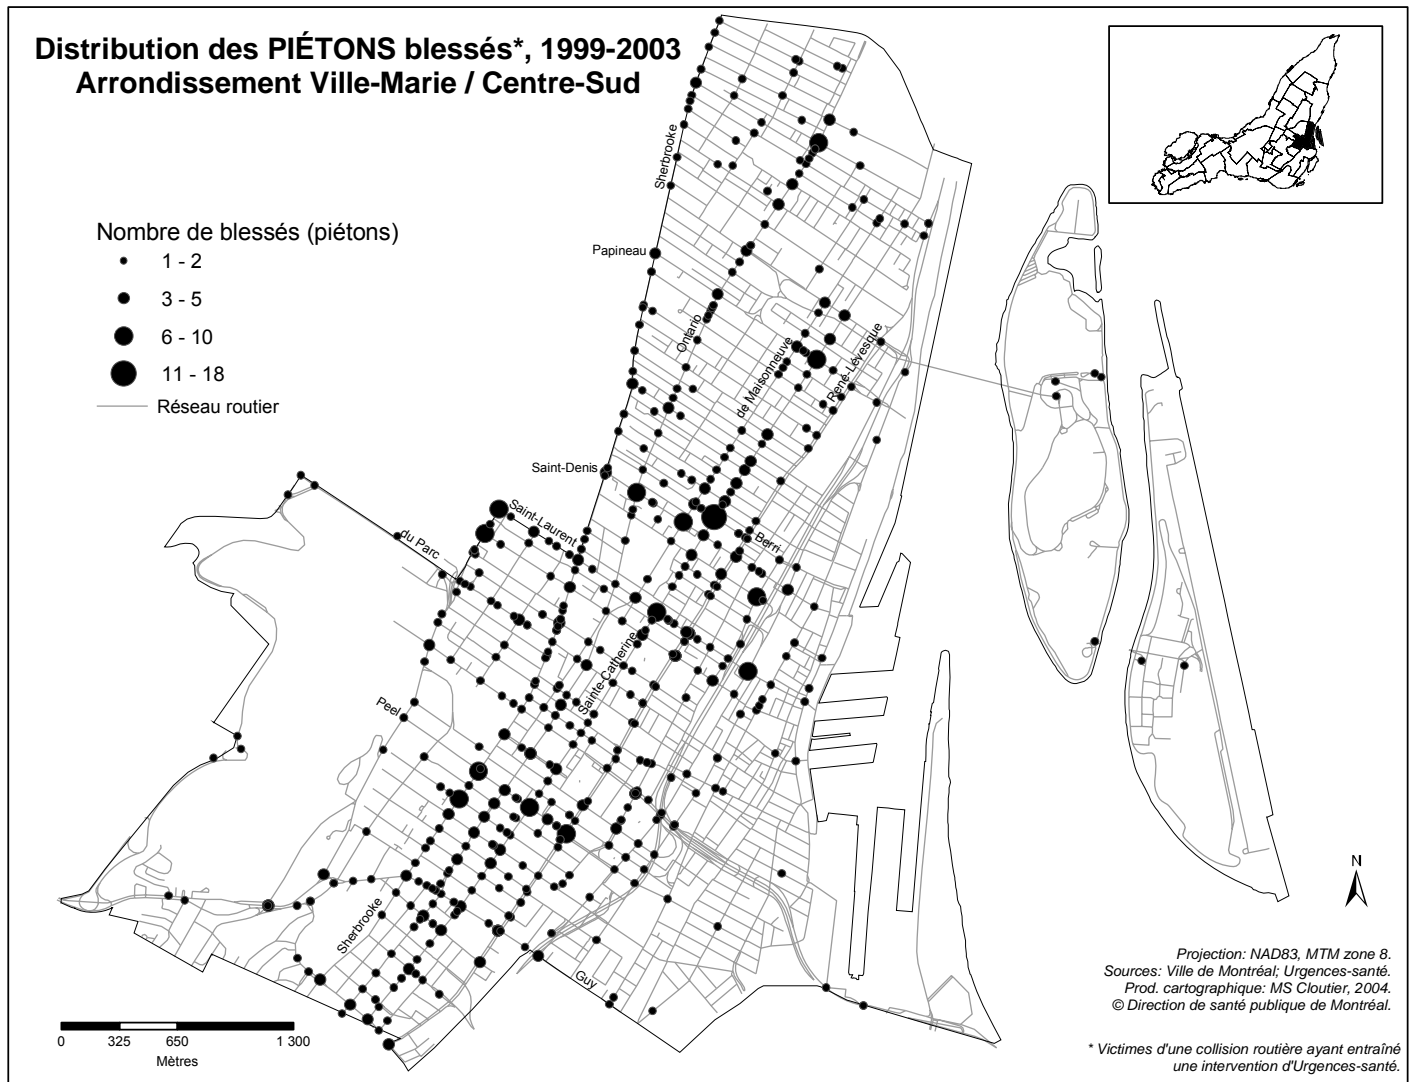 Distribution des PIÉTONS blessés*, 1999-2003
Arrondissement Ville-Marie / Centre-Sud
Nombre de blessés (piétons)
1 - 2
3 - 5
6 - 10
11 - 18
Réseau routier
Sherbrooke
Papineau
Ontario
de Maisonneuve
René-Lévesque
Saint-Denis
Saint-Laurent
du Parc
Berri
Sainte-Catherine
Peel
Sherbrooke
Guy
N
0 325 650 1 300
Mètres
Projection: NAD83, MTM zone 8.
Sources: Ville de Montréal; Urgences-santé.
Prod. cartographique: MS Cloutier, 2004.
© Direction de santé publique de Montréal.
* Victimes d'une collision routière ayant entraîné
une intervention d'Urgences-santé.